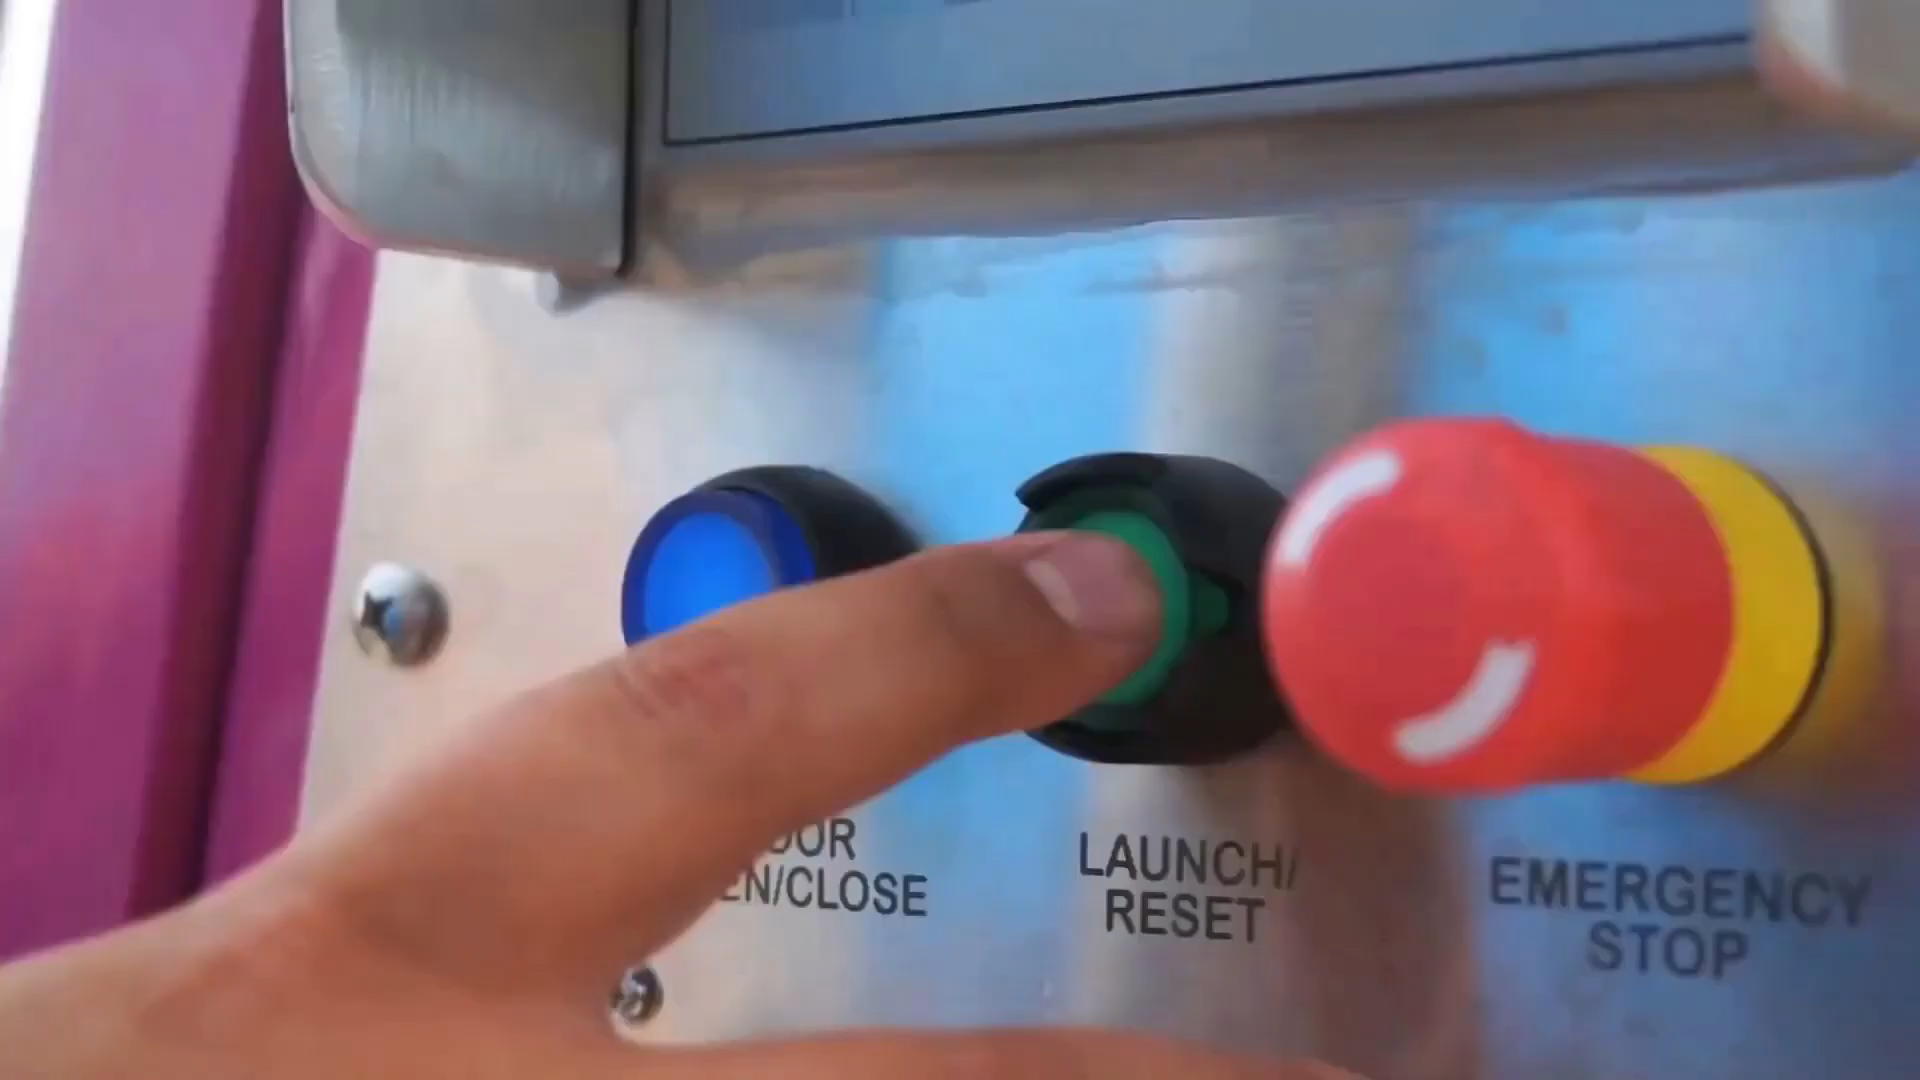 OOR
EN/CLOSE
LAUNCH/
RESET
EMERGENCY
STOP